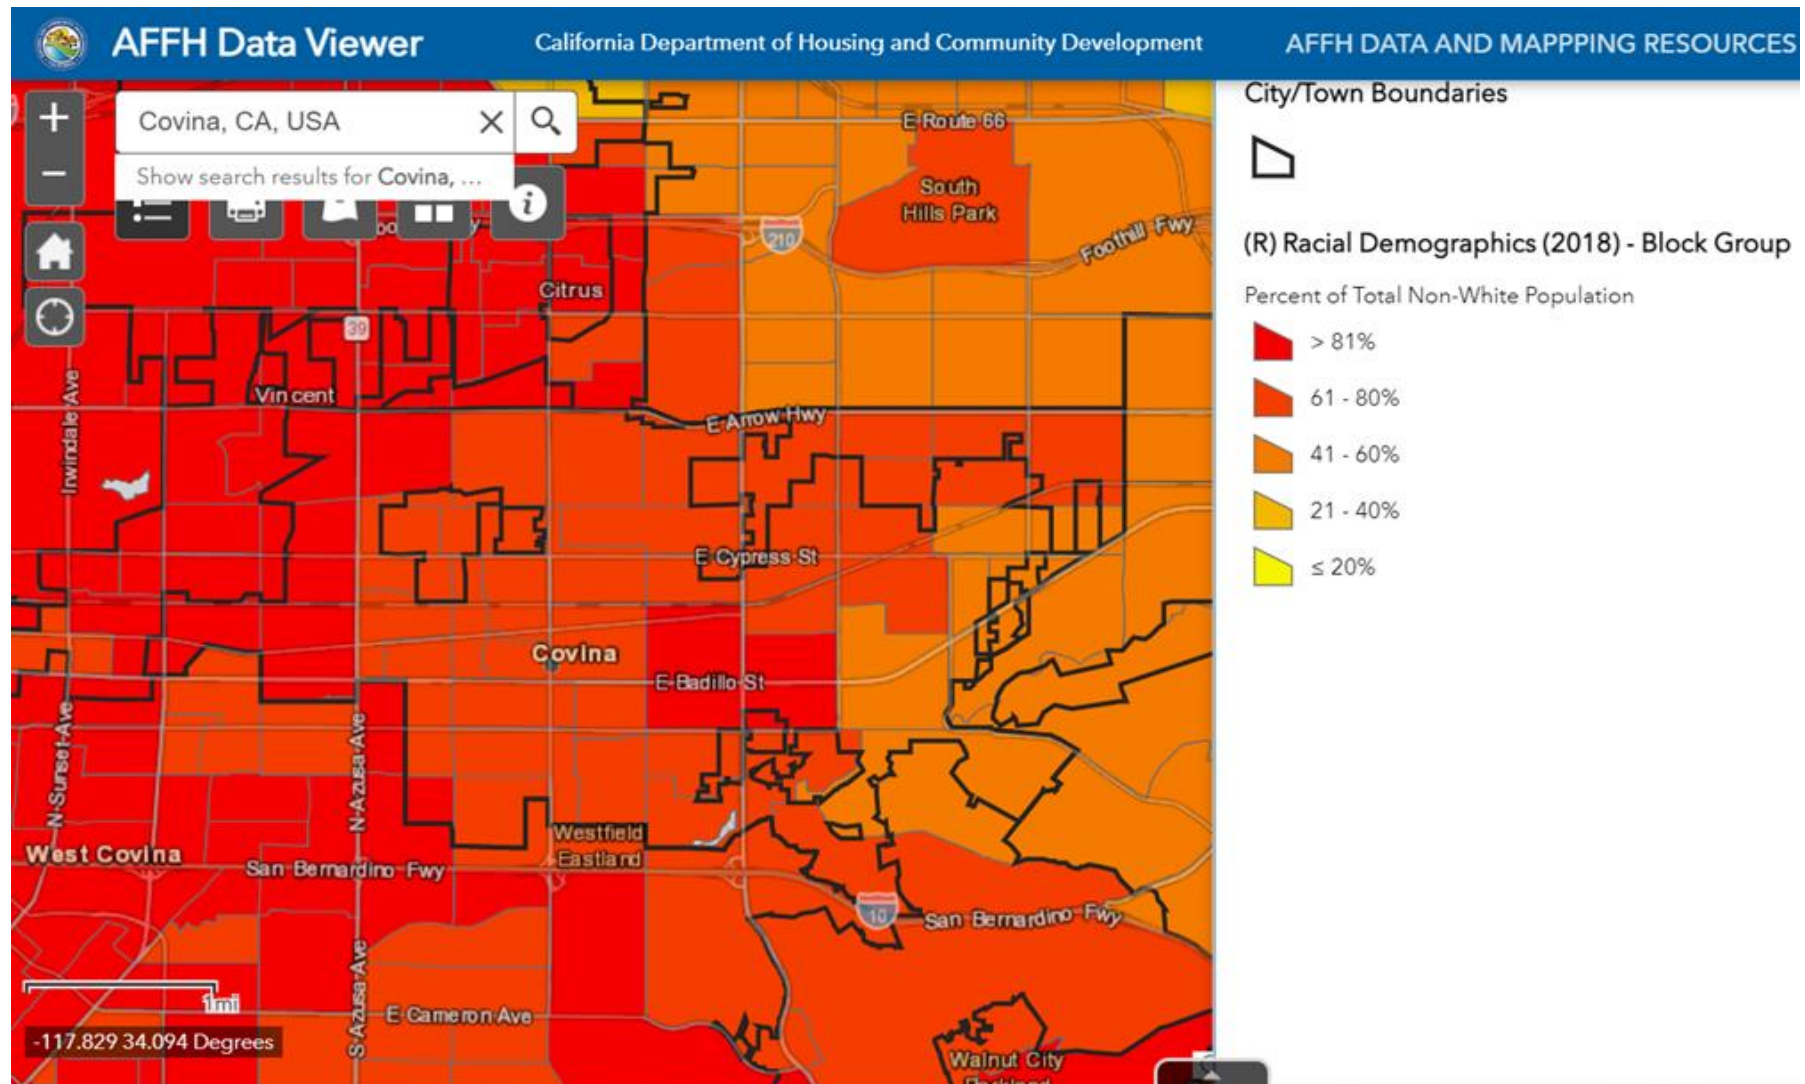 AFFH Data Viewer
California Department of Housing and Community Development
AFFH DATA AND MAPPPING RESOURCES
City/Town Boundaries
(R) Racial Demographics (2018) - Block Group
Percent of Total Non-White Population
> 81%
61 - 80%
41 - 60%
21 - 40%
≤ 20%
+
Covina, CA, USA
Show search results for Covina, ...
−
E Route 66
South
Hills Park
210
Foothill Fwy
Citrus
39
Vincent
Irwindale Ave
E Arrow Hwy
E Cypress St
Covina
E Badillo St
N Sunset Ave
N Azusa Ave
Westfield
Eastland
West Covina
San Bernardino Fwy
10
San Bernardino Fwy
1mi
S Azusa Ave
E Cameron Ave
-117.829 34.094 Degrees
Walnut City